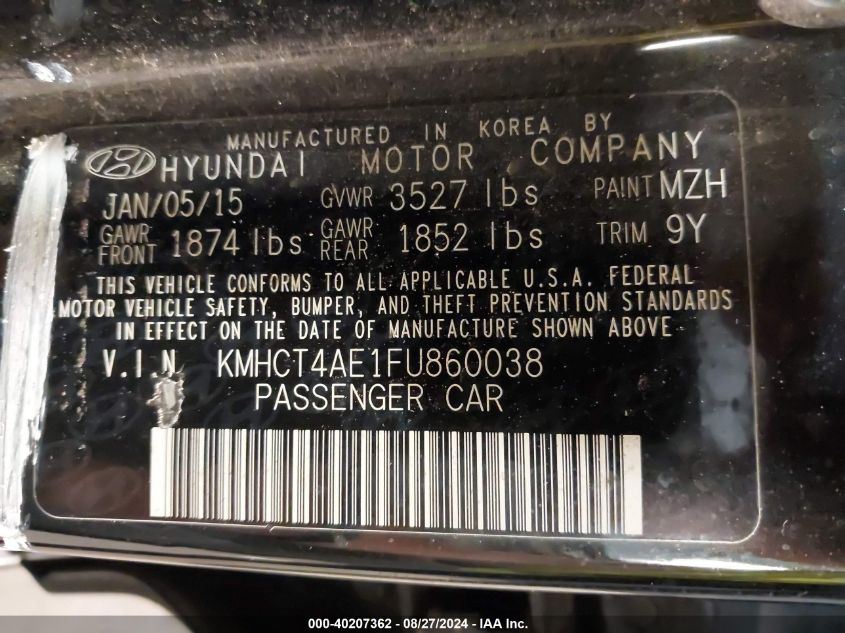 MANUFACTURED IN KOREA BY
HYUNDAI MOTOR COMPANY
JAN/05/15 GVWR 3527 lbs PAINT MZH
GAWR FRONT 1874 lbs GAWR REAR 1852 lbs TRIM 9Y
THIS VEHICLE CONFORMS TO ALL APPLICABLE U.S.A. FEDERAL
MOTOR VEHICLE SAFETY, BUMPER, AND THEFT PREVENTION STANDARDS
IN EFFECT ON THE DATE OF MANUFACTURE SHOWN ABOVE
V.I.N KMHCT4AE1FU860038
PASSENGER CAR
000-40207362 - 08/27/2024 - IAA Inc.